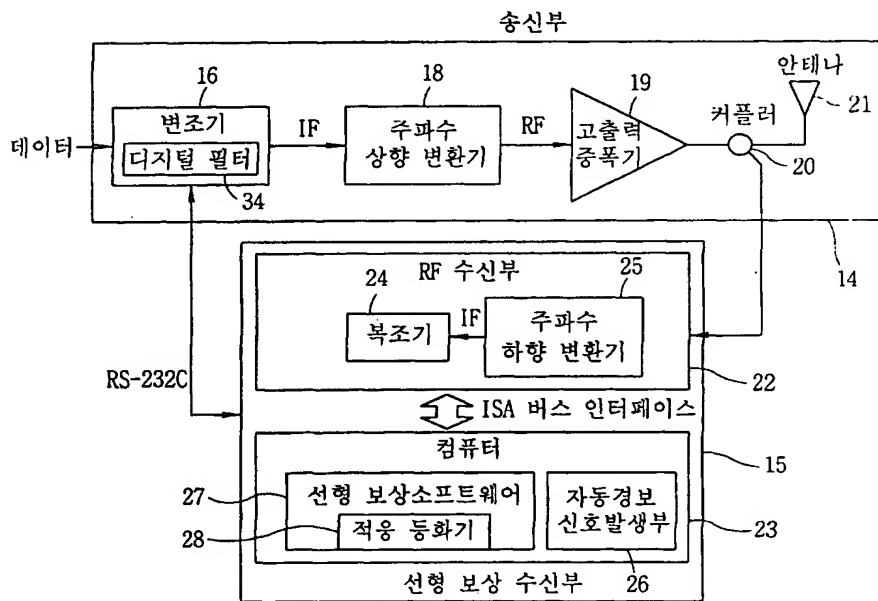 송신부
16
변조기
디지털 필터
34
데이터
IF
18
주파수
상향 변환기
RF
19
고출력
증폭기
커플러
20
안테나
21
14
RF 수신부
24
복조기
IF
25
주파수
하향 변환기
22
RS-232C
ISA 버스 인터페이스
컴퓨터
15
27
선형 보상소프트웨어
28
적응 등화기
자동경보
신호발생부
26
23
선형 보상 수신부